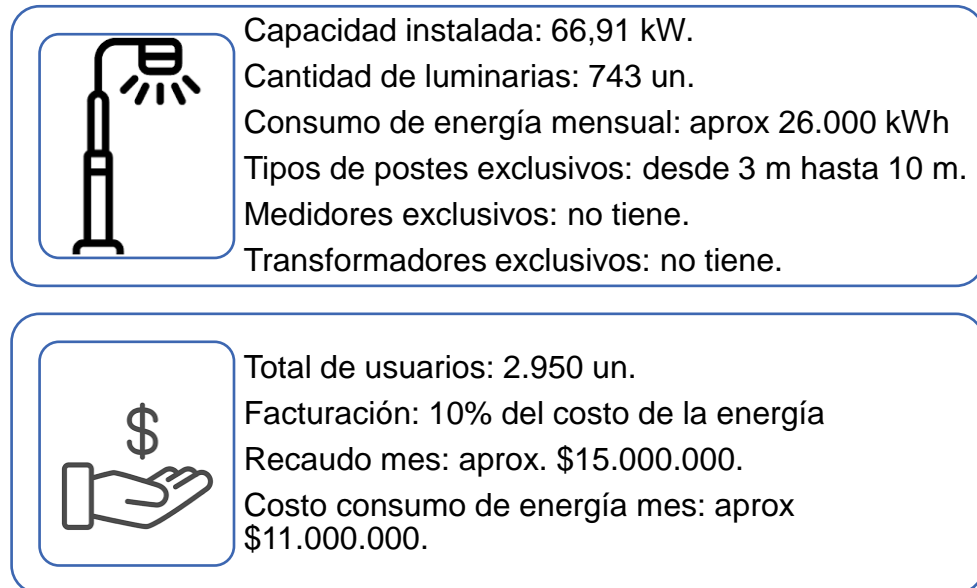 Capacidad instalada: 66,91 kW.
Cantidad de luminarias: 743 un.
Consumo de energía mensual: aprox 26.000 kWh
Tipos de postes exclusivos: desde 3 m hasta 10 m.
Medidores exclusivos: no tiene.
Transformadores exclusivos: no tiene.
$
Total de usuarios: 2.950 un.
Facturación: 10% del costo de la energía
Recaudo mes: aprox. $15.000.000.
Costo consumo de energía mes: aprox
$11.000.000.